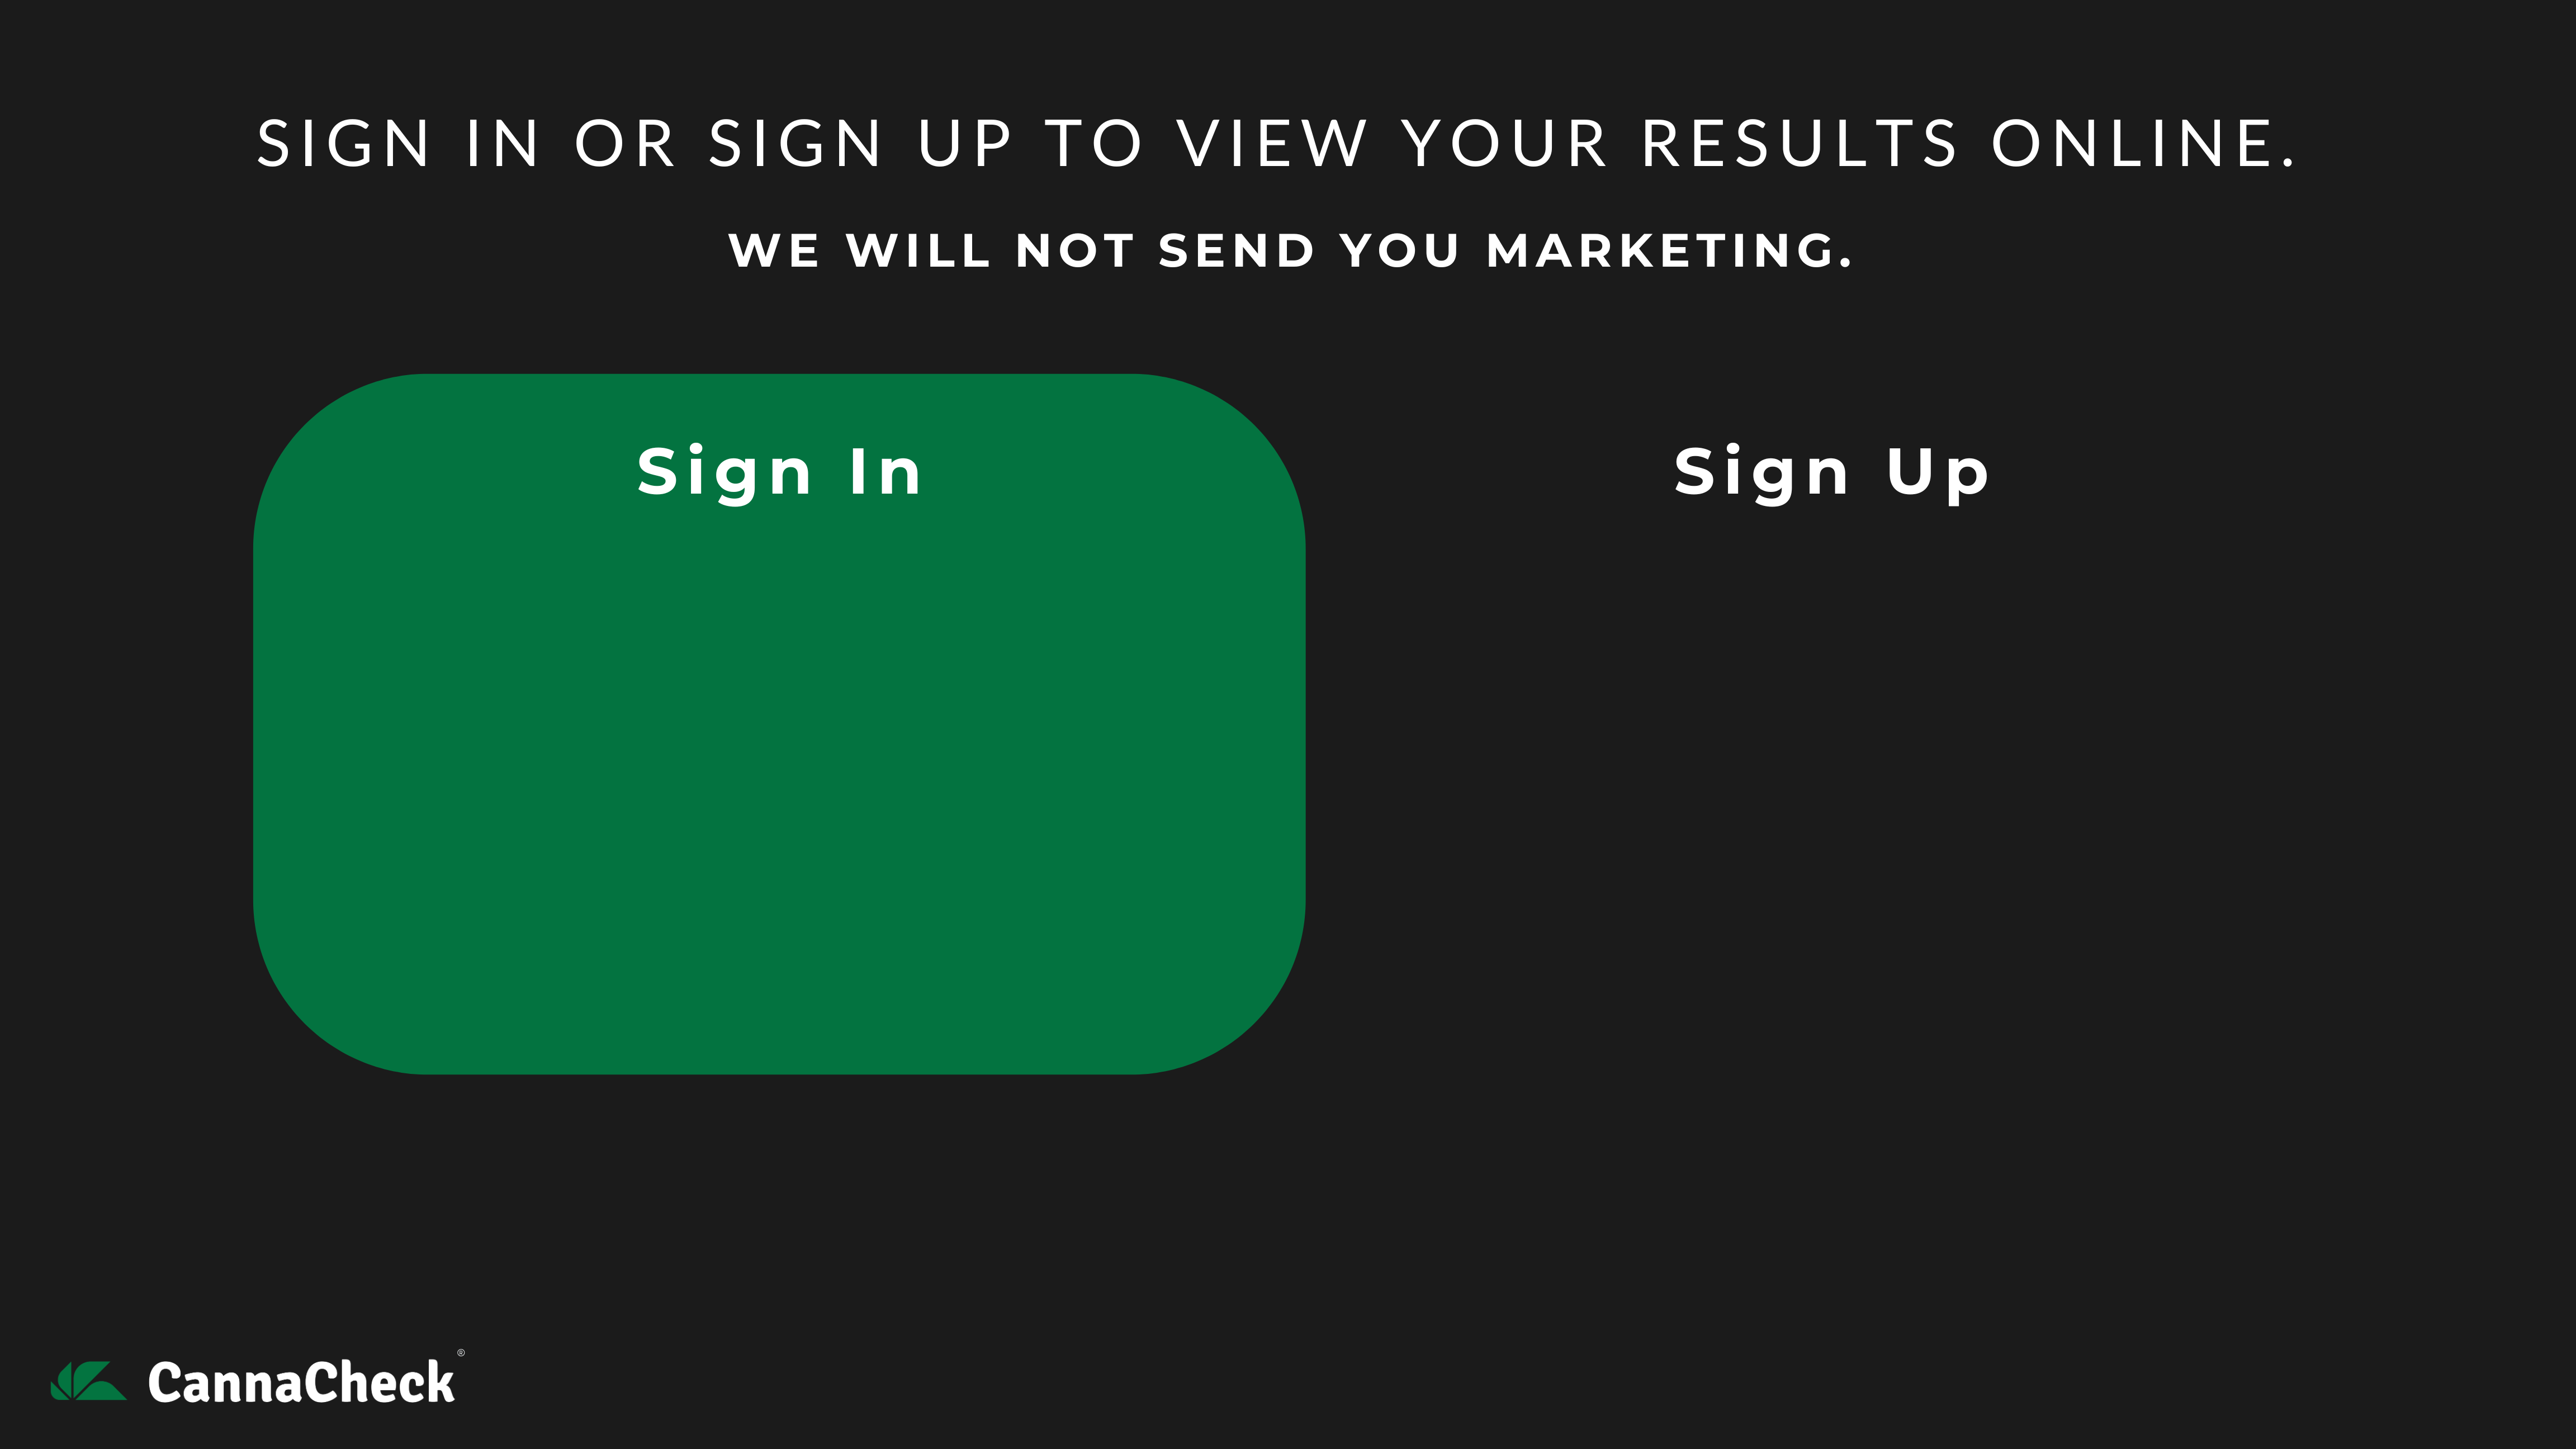 SIGN IN OR SIGN UP TO VIEW YOUR RESULTS ONLINE.
WE WILL NOT SEND YOU MARKETING.
Sign In
Sign Up
CannaCheck®